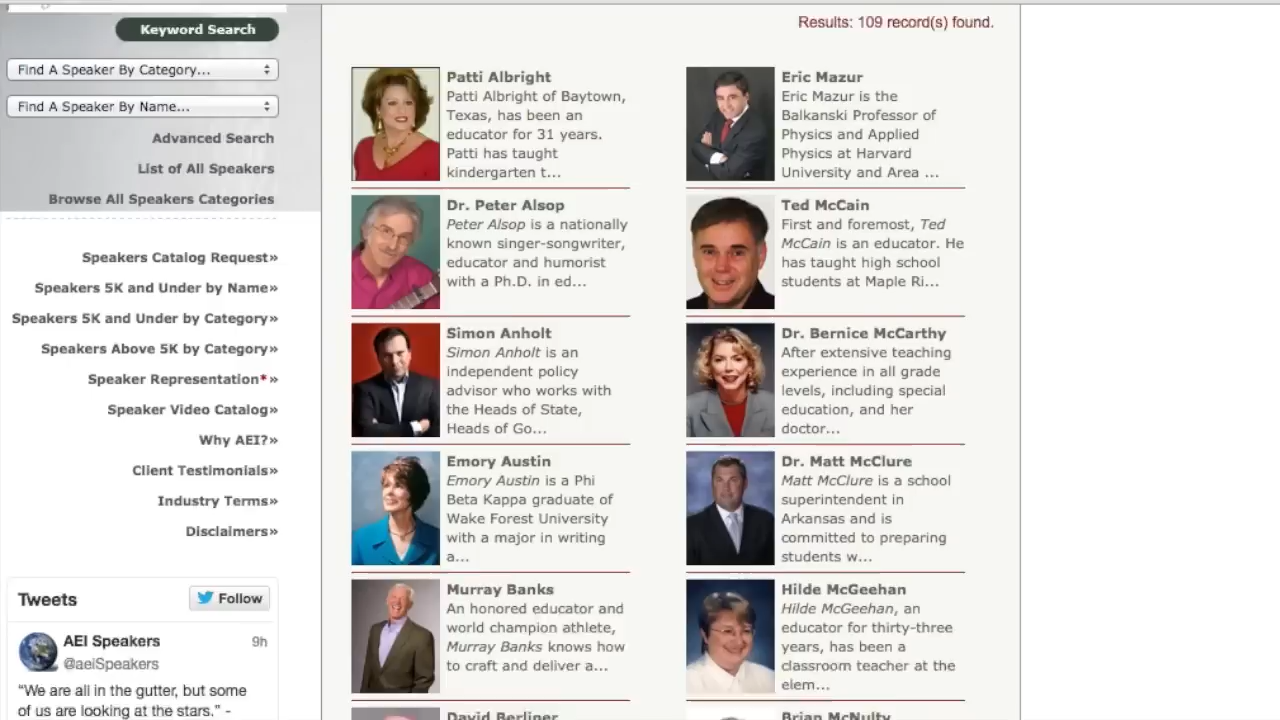 Keyword Search
Find A Speaker By Category...
Find A Speaker By Name...
Advanced Search
List of All Speakers
Browse All Speakers Categories
Speakers Catalog Request»
Speakers 5K and Under by Name»
Speakers 5K and Under by Category»
Speakers Above 5K by Category»
Speaker Representation*»
Speaker Video Catalog»
Why AEI?»
Client Testimonials»
Industry Terms»
Disclaimers»
Tweets
Follow
AEI Speakers
9h
@aeiSpeakers
“We are all in the gutter, but some
of us are looking at the stars.” -
Results: 109 record(s) found.
Patti Albright
Patti Albright of Baytown,
Texas, has been an
educator for 31 years.
Patti has taught
kindergarten t...
Eric Mazur
Eric Mazur is the
Balkanski Professor of
Physics and Applied
Physics at Harvard
University and Area ...
Dr. Peter Alsop
Peter Alsop is a nationally
known singer-songwriter,
educator and humorist
with a Ph.D. in ed...
Ted McCain
First and foremost, Ted
McCain is an educator. He
has taught high school
students at Maple Ri...
Simon Anholt
Simon Anholt is an
independent policy
advisor who works with
the Heads of State,
Heads of Go...
Dr. Bernice McCarthy
After extensive teaching
experience in all grade
levels, including special
education, and her
doctor...
Emory Austin
Emory Austin is a Phi
Beta Kappa graduate of
Wake Forest University
with a major in writing
a...
Dr. Matt McClure
Matt McClure is a school
superintendent in
Arkansas and is
committed to preparing
students w...
Murray Banks
An honored educator and
world champion athlete,
Murray Banks knows how
to craft and deliver a...
Hilde McGeehan
Hilde McGeehan, an
educator for thirty-three
years, has been a
classroom teacher at the
elem...
David Berliner
Brian McNulty